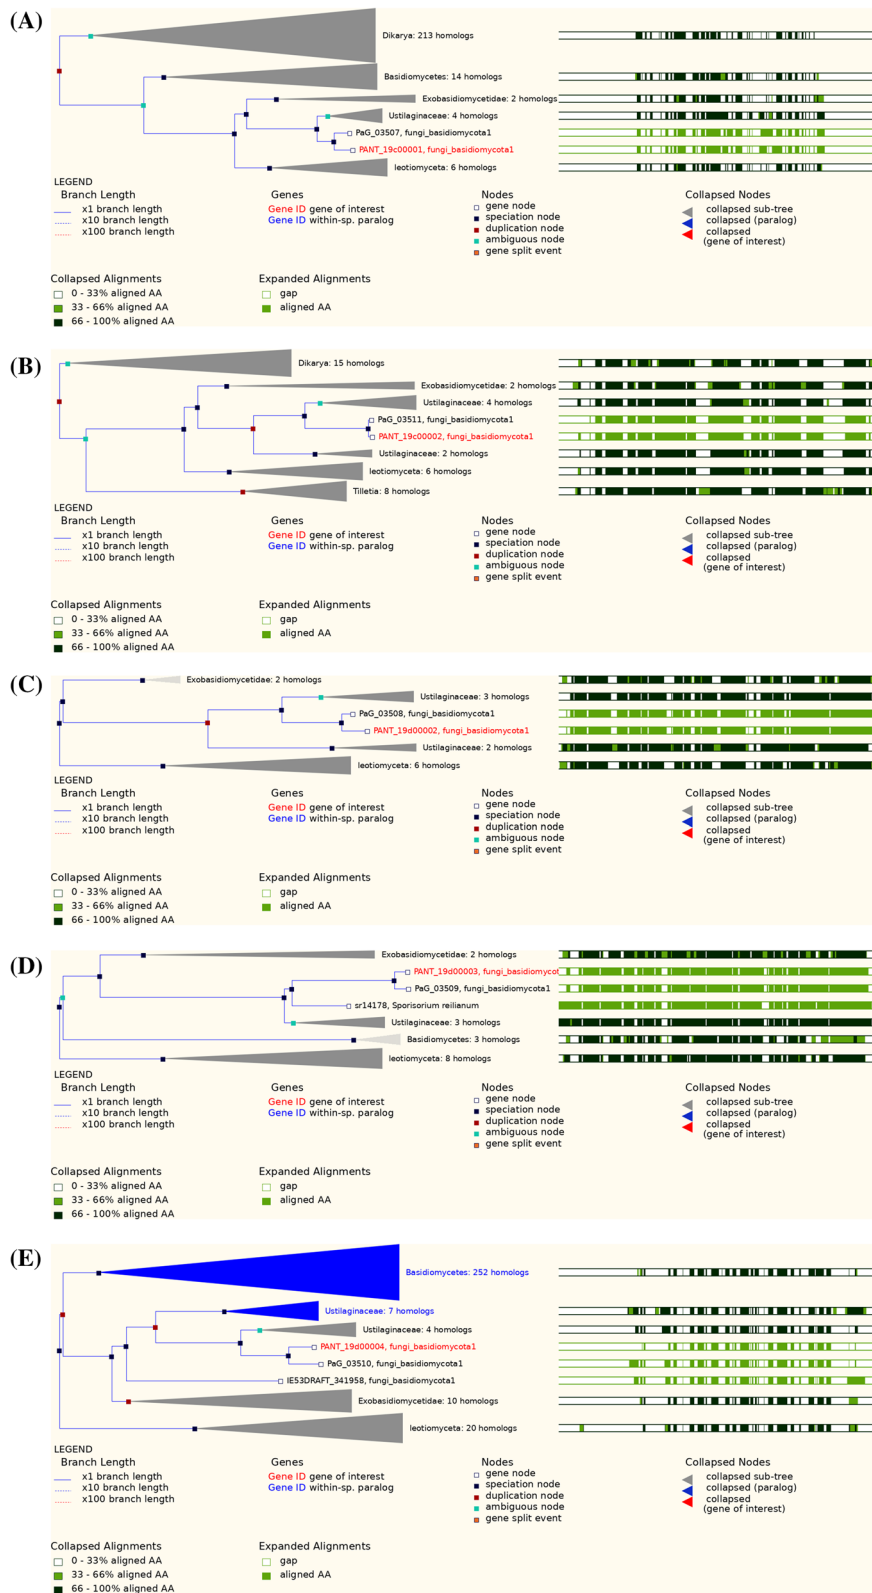 (A)
Dikarya: 213 homologs
Basidiomycetes: 14 homologs
Exobasidiomycetidae: 2 homologs
Ustilaginaceae: 4 homologs
PaG_03507, fungi_basidiomycota1
PANT_19c00001, fungi_basidiomycota1
leotiomyceta: 6 homologs
LEGEND
Branch Length
x1 branch length
x10 branch length
x100 branch length
Genes
Gene ID gene of interest
Gene ID within-sp. paralog
Nodes
gene node
speciation node
duplication node
ambiguous node
gene split event
Collapsed Nodes
collapsed sub-tree
collapsed (paralog)
collapsed
(gene of interest)
Collapsed Alignments
0 - 33% aligned AA
33 - 66% aligned AA
66 - 100% aligned AA
Expanded Alignments
gap
aligned AA
(B)
Dikarya: 15 homologs
Exobasidiomycetidae: 2 homologs
Ustilaginaceae: 4 homologs
PaG_03511, fungi_basidiomycota1
PANT_19c00002, fungi_basidiomycota1
Ustilaginaceae: 2 homologs
leotiomyceta: 6 homologs
Tilletia: 8 homologs
LEGEND
Branch Length
x1 branch length
x10 branch length
x100 branch length
Genes
Gene ID gene of interest
Gene ID within-sp. paralog
Nodes
gene node
speciation node
duplication node
ambiguous node
gene split event
Collapsed Nodes
collapsed sub-tree
collapsed (paralog)
collapsed
(gene of interest)
Collapsed Alignments
0 - 33% aligned AA
33 - 66% aligned AA
66 - 100% aligned AA
Expanded Alignments
gap
aligned AA
(C)
Exobasidiomycetidae: 2 homologs
Ustilaginaceae: 3 homologs
PaG_03508, fungi_basidiomycota1
PANT_19d00002, fungi_basidiomycota1
Ustilaginaceae: 2 homologs
leotiomyceta: 6 homologs
LEGEND
Branch Length
x1 branch length
x10 branch length
x100 branch length
Genes
Gene ID gene of interest
Gene ID within-sp. paralog
Nodes
gene node
speciation node
duplication node
ambiguous node
gene split event
Collapsed Nodes
collapsed sub-tree
collapsed (paralog)
collapsed
(gene of interest)
Collapsed Alignments
0 - 33% aligned AA
33 - 66% aligned AA
66 - 100% aligned AA
Expanded Alignments
gap
aligned AA
(D)
Exobasidiomycetidae: 2 homologs
PANT_19d00003, fungi_basidiomycot
PaG_03509, fungi_basidiomycota1
sr14178, Sporisorium reilianum
Ustilaginaceae: 3 homologs
Basidiomycetes: 3 homologs
leotiomyceta: 8 homologs
LEGEND
Branch Length
x1 branch length
x10 branch length
x100 branch length
Genes
Gene ID gene of interest
Gene ID within-sp. paralog
Nodes
gene node
speciation node
duplication node
ambiguous node
gene split event
Collapsed Nodes
collapsed sub-tree
collapsed (paralog)
collapsed
(gene of interest)
Collapsed Alignments
0 - 33% aligned AA
33 - 66% aligned AA
66 - 100% aligned AA
Expanded Alignments
gap
aligned AA
(E)
Basidiomycetes: 252 homologs
Ustilaginaceae: 7 homologs
Ustilaginaceae: 4 homologs
PANT_19d00004, fungi_basidiomycota1
PaG_03510, fungi_basidiomycota1
IE53DRAFT_341958, fungi_basidiomycota1
Exobasidiomycetidae: 10 homologs
leotiomyceta: 20 homologs
LEGEND
Branch Length
x1 branch length
x10 branch length
x100 branch length
Genes
Gene ID gene of interest
Gene ID within-sp. paralog
Nodes
gene node
speciation node
duplication node
ambiguous node
gene split event
Collapsed Nodes
collapsed sub-tree
collapsed (paralog)
collapsed
(gene of interest)
Collapsed Alignments
0 - 33% aligned AA
33 - 66% aligned AA
66 - 100% aligned AA
Expanded Alignments
gap
aligned AA